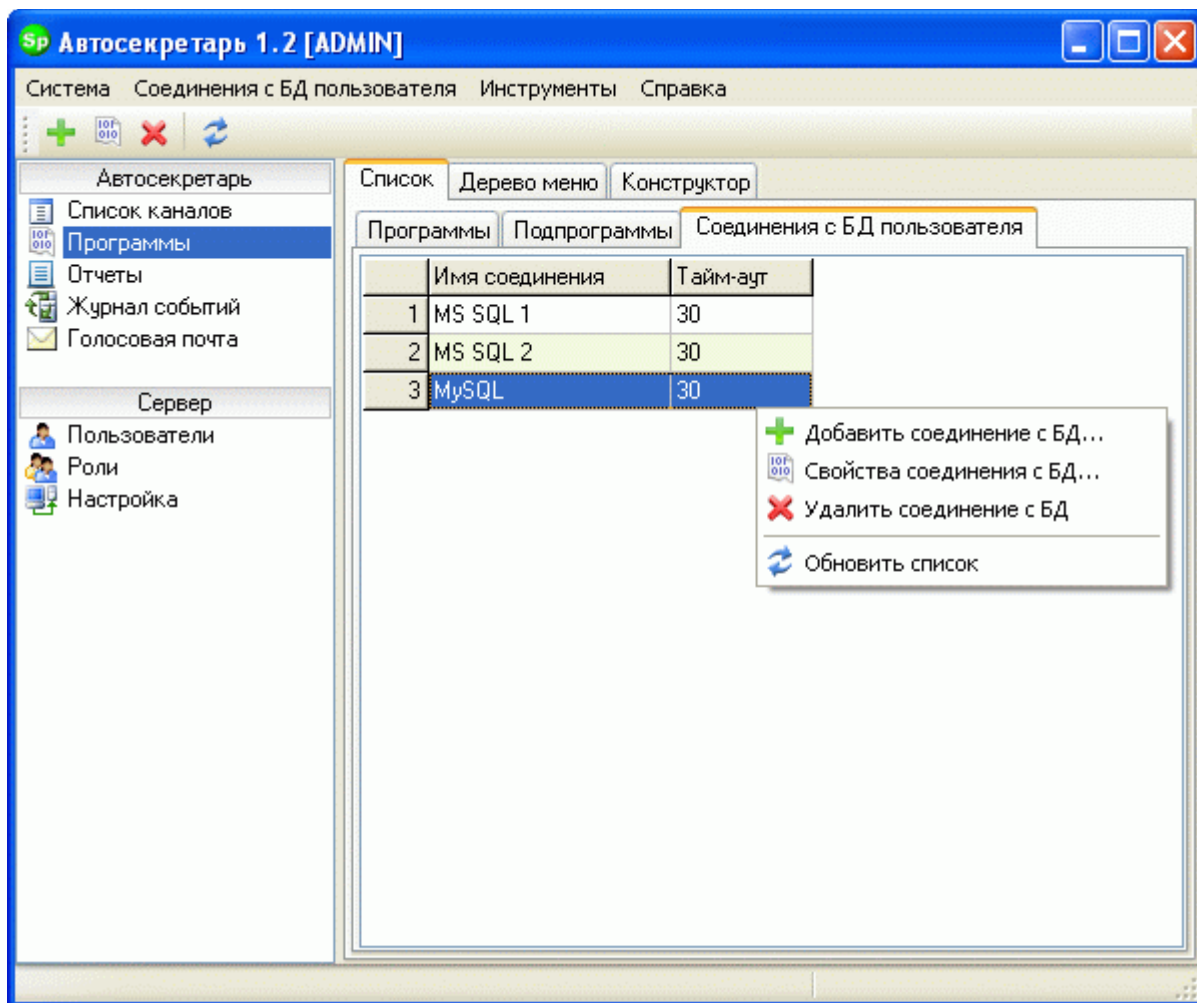 Sp Автосекретарь 1.2 [ADMIN]
Система Соединения с БД пользователя Инструменты Справка
Автосекретарь
Список каналов
Программы
Отчеты
Журнал событий
Голосовая почта
Сервер
Пользователи
Роли
Настройка
Список Дерево меню Конструктор
Программы Подпрограммы Соединения с БД пользователя
Имя соединения Тайм-аут
1 MS SQL 1 30
2 MS SQL 2 30
3 MySQL 30
Добавить соединение с БД...
Свойства соединения с БД...
Удалить соединение с БД
Обновить список